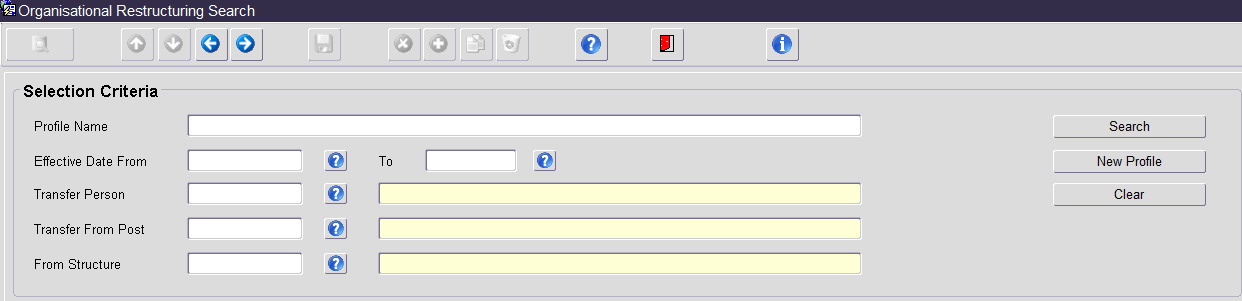 Organisational Restructuring Search
Selection Criteria
Profile Name
Search
Effective Date From
To
New Profile
Transfer Person
Clear
Transfer From Post
From Structure